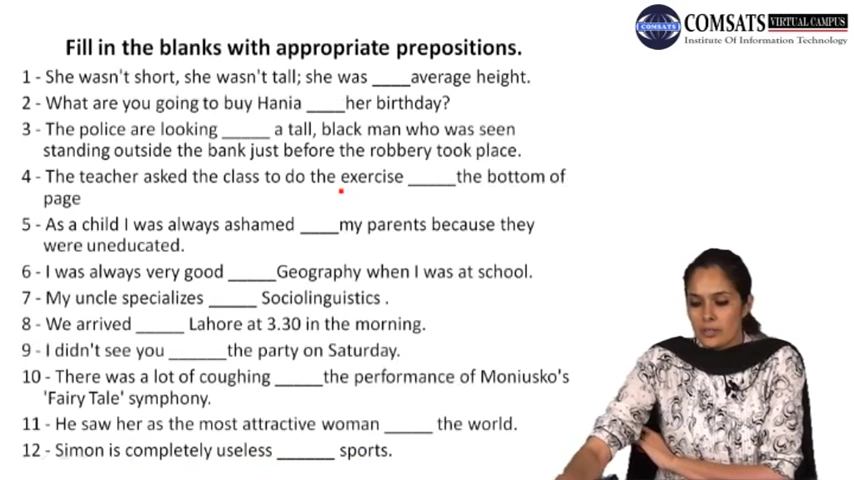 COMSATS VIRTUAL CAMPUS
COMSATS
Institute Of Information Technology
Fill in the blanks with appropriate prepositions.
1 - She wasn't short, she wasn't tall; she was ____average height.
2 - What are you going to buy Hania ____her birthday?
3 - The police are looking _____ a tall, black man who was seen
standing outside the bank just before the robbery took place.
4 - The teacher asked the class to do the exercise _____the bottom of
page
5 - As a child I was always ashamed ____my parents because they
were uneducated.
6 - I was always very good _____Geography when I was at school.
7 - My uncle specializes _____ Sociolinguistics .
8 - We arrived _____ Lahore at 3.30 in the morning.
9 - I didn't see you ______the party on Saturday.
10 - There was a lot of coughing _____the performance of Moniusko's
'Fairy Tale' symphony.
11 - He saw her as the most attractive woman _____ the world.
12 - Simon is completely useless ______ sports.